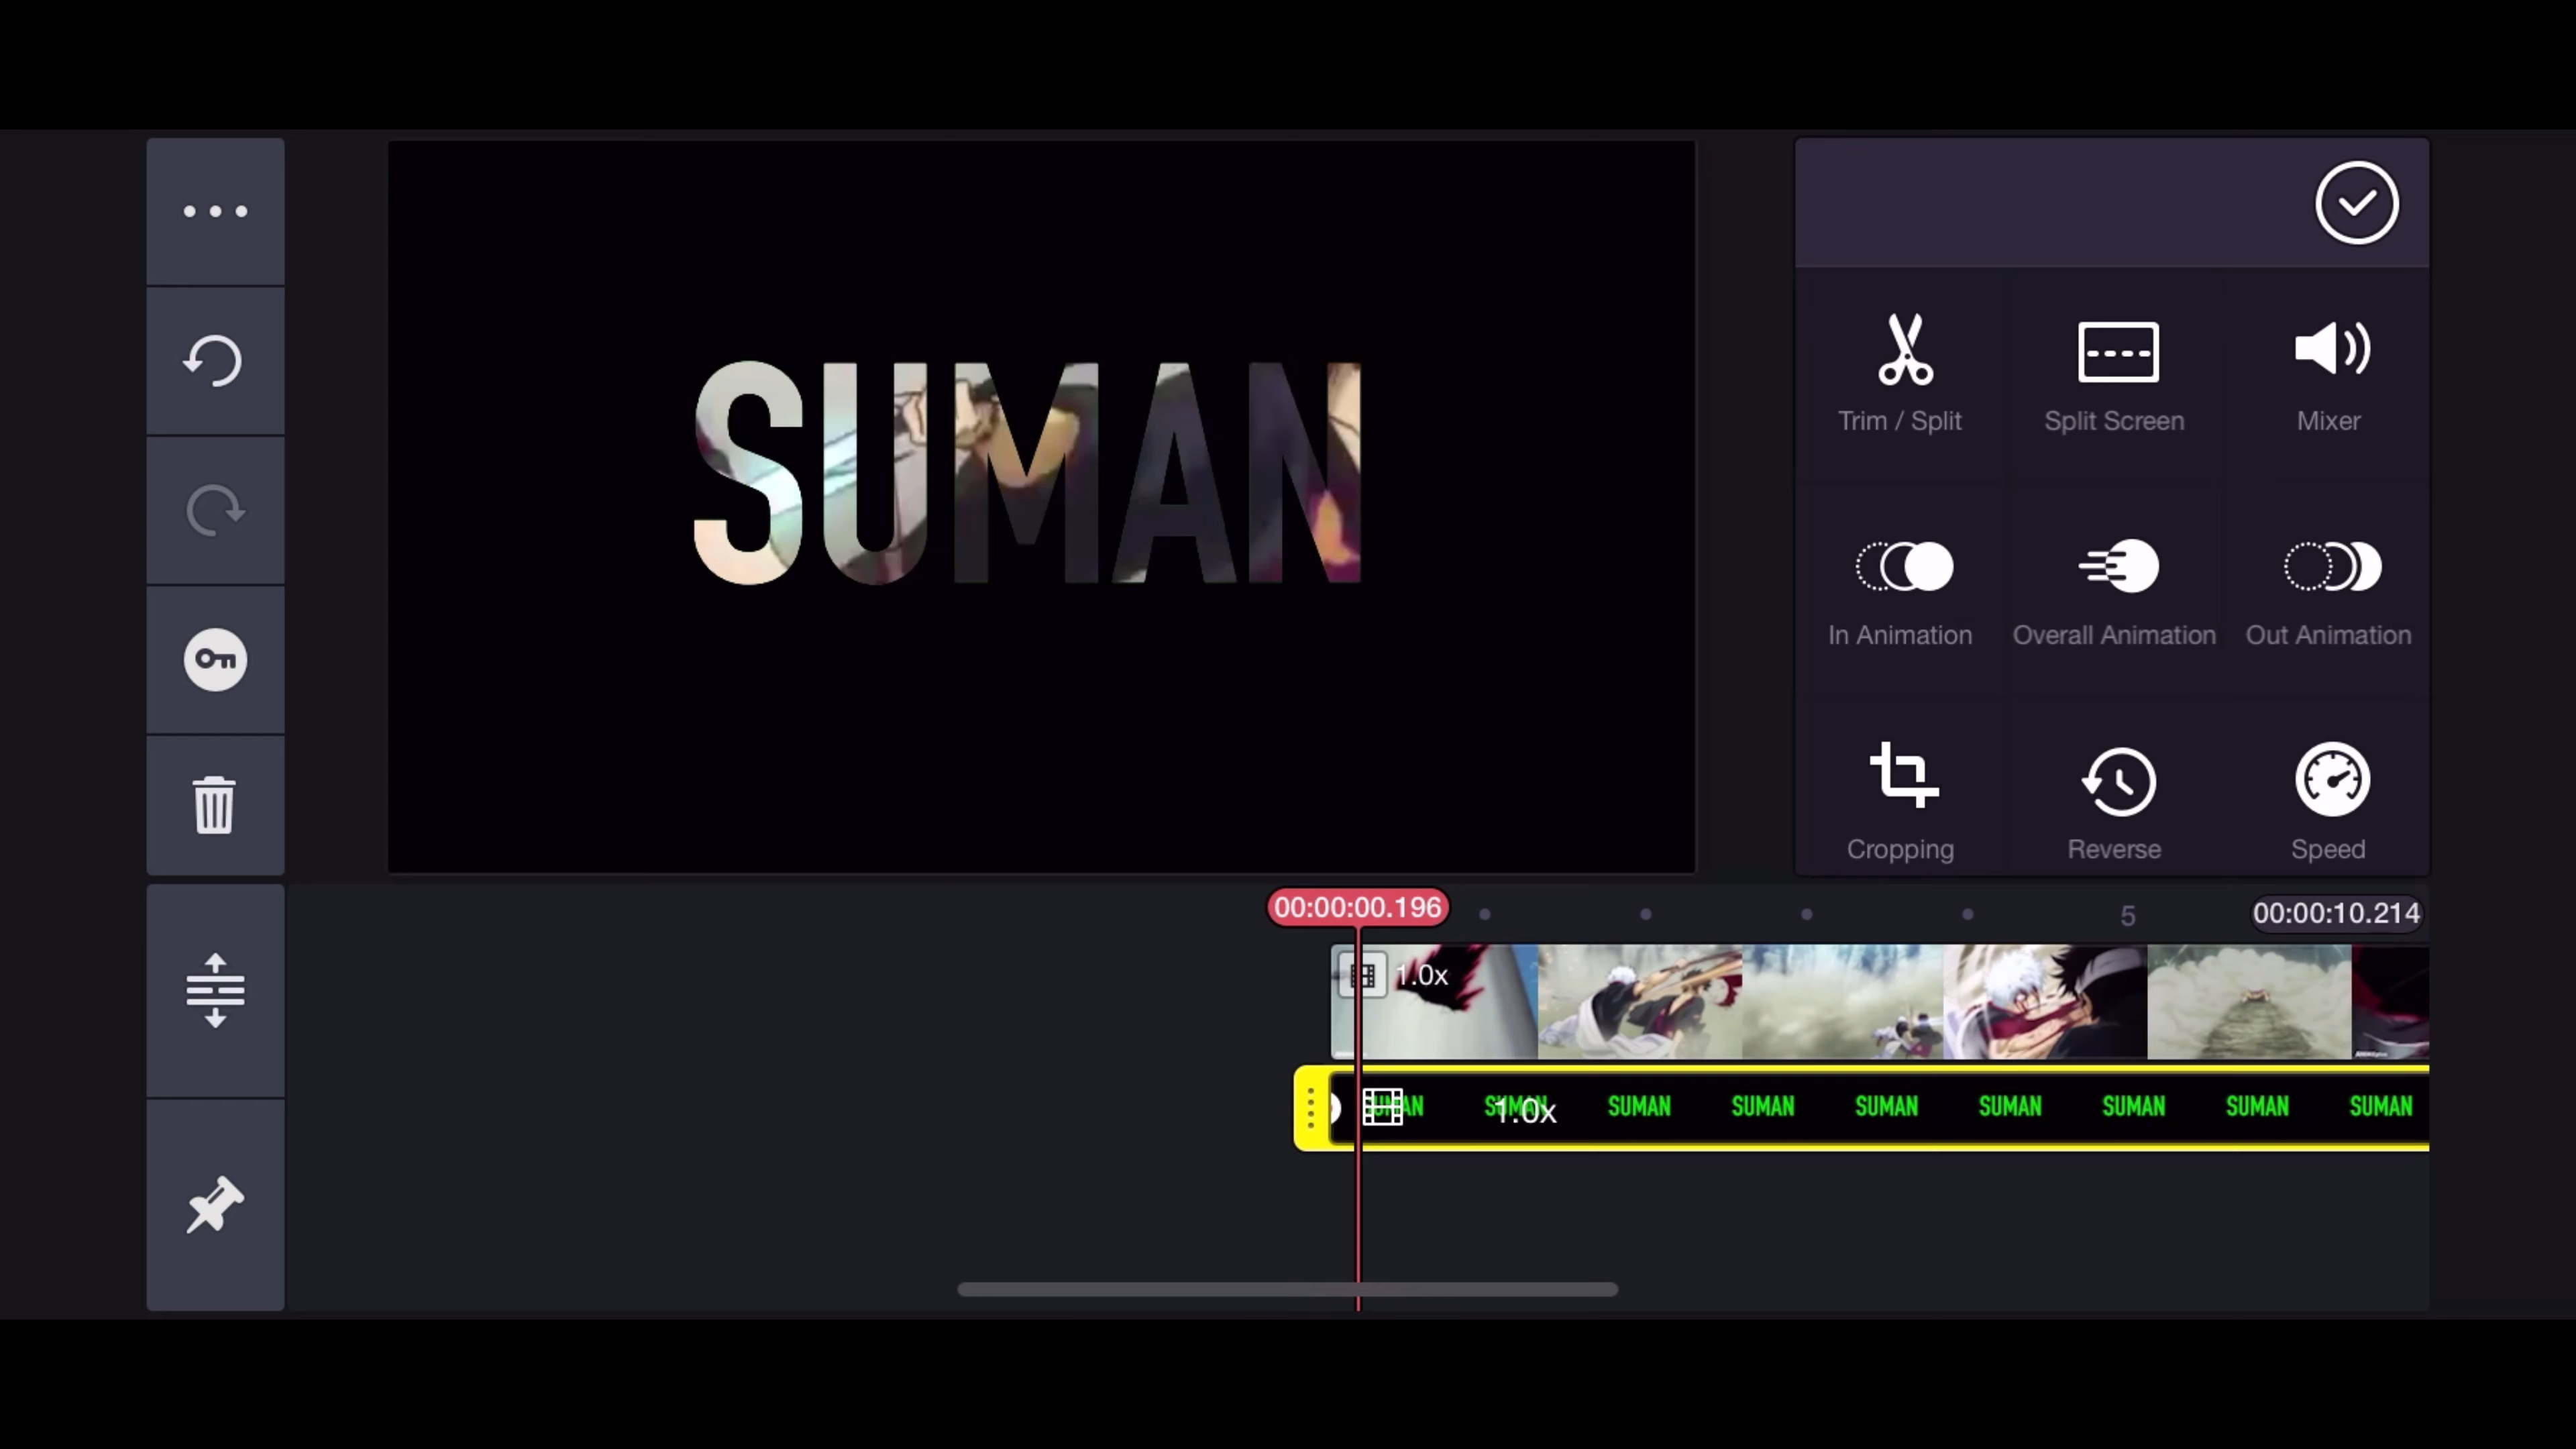 SUMAN
Trim / Split
Split Screen
Mixer
In Animation
Overall Animation
Out Animation
Cropping
Reverse
Speed
00:00:00.196
5
00:00:10.214
1.0x
SUMAN SUMAN SUMAN SUMAN SUMAN SUMAN SUMAN SUMAN SUMAN
1.0x